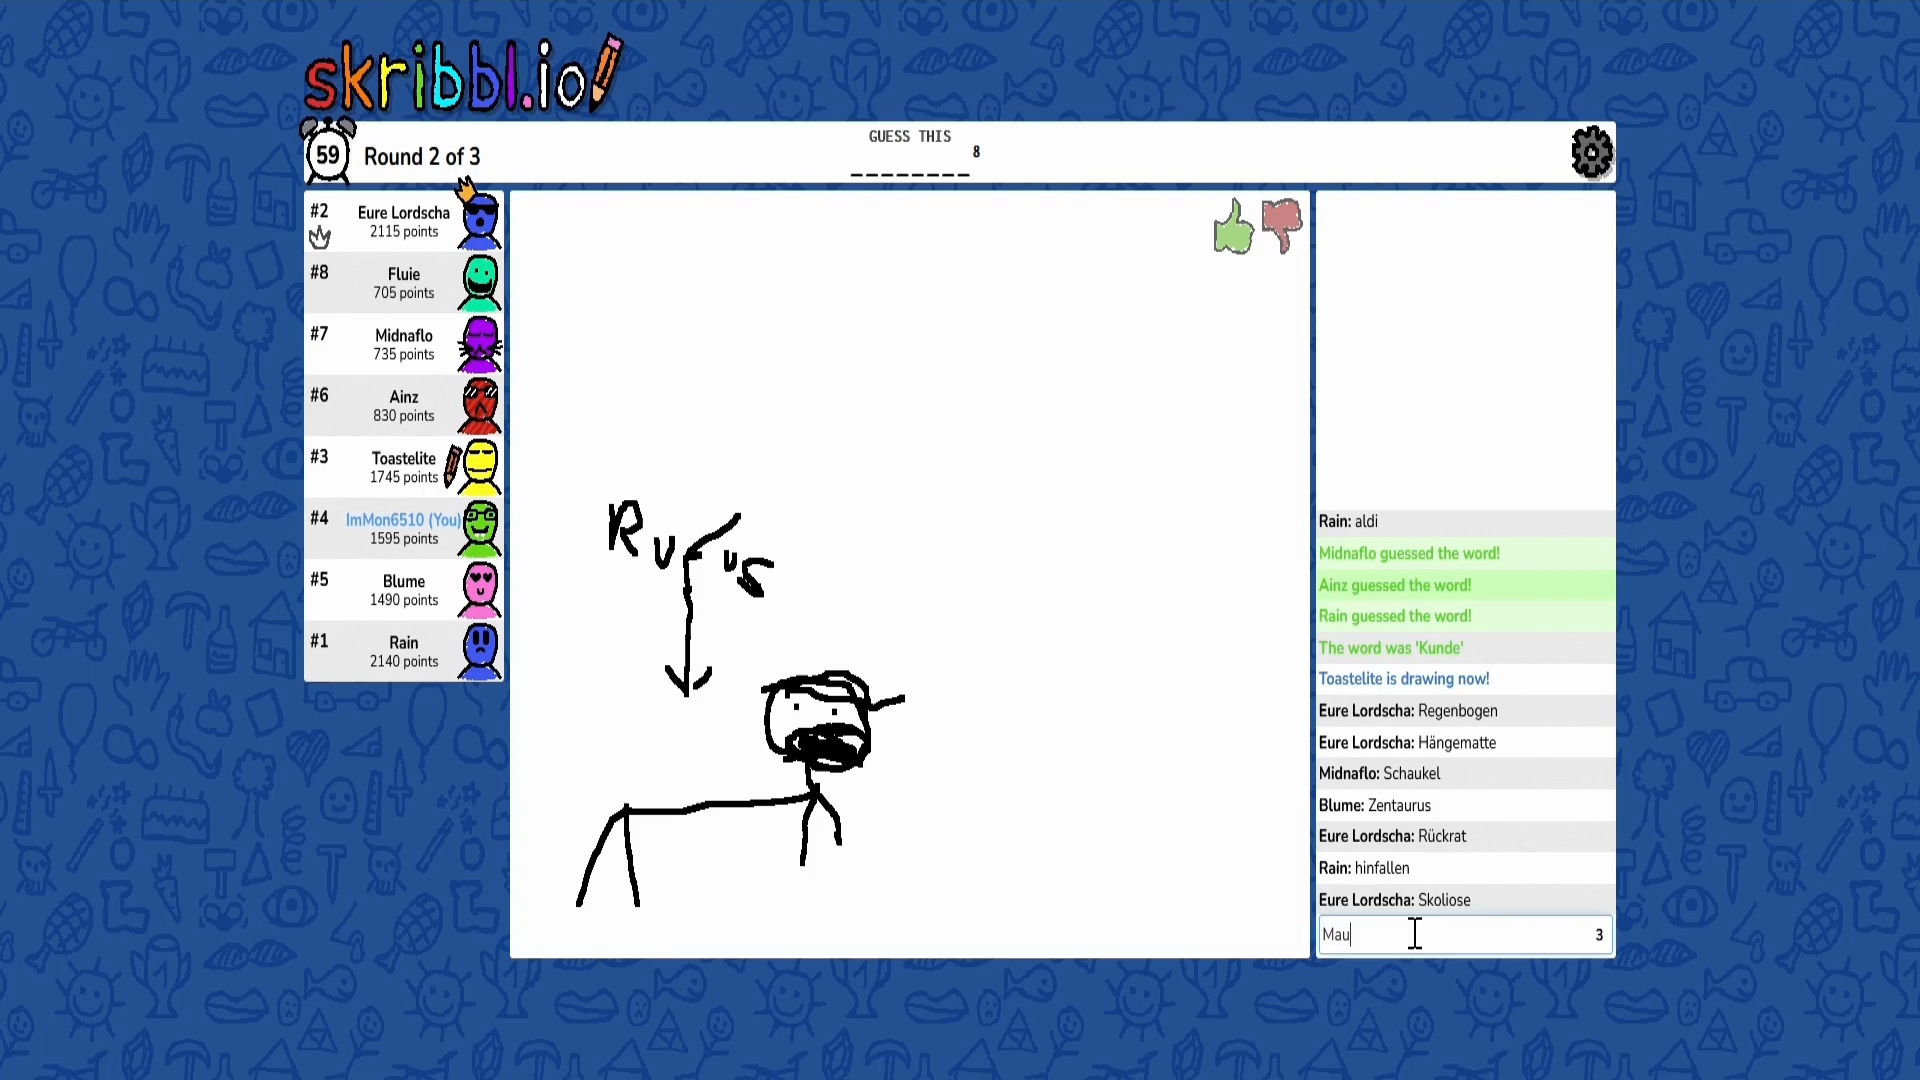 skribbl.io
59
Round 2 of 3
GUESS THIS
________ 8
#2 Eure Lordscha
2115 points
#8 Fluie
705 points
#7 Midnaflo
735 points
#6 Ainz
830 points
#3 Toastelite
1745 points
#4 ImMon6510 (You)
1595 points
#5 Blume
1490 points
#1 Rain
2140 points
Rain: aldi
Midnaflo guessed the word!
Ainz guessed the word!
Rain guessed the word!
The word was 'Kunde'
Toastelite is drawing now!
Eure Lordscha: Regenbogen
Eure Lordscha: Hängematte
Midnaflo: Schaukel
Blume: Zentaurus
Eure Lordscha: Rückrat
Rain: hinfallen
Eure Lordscha: Skoliose
Mau 3